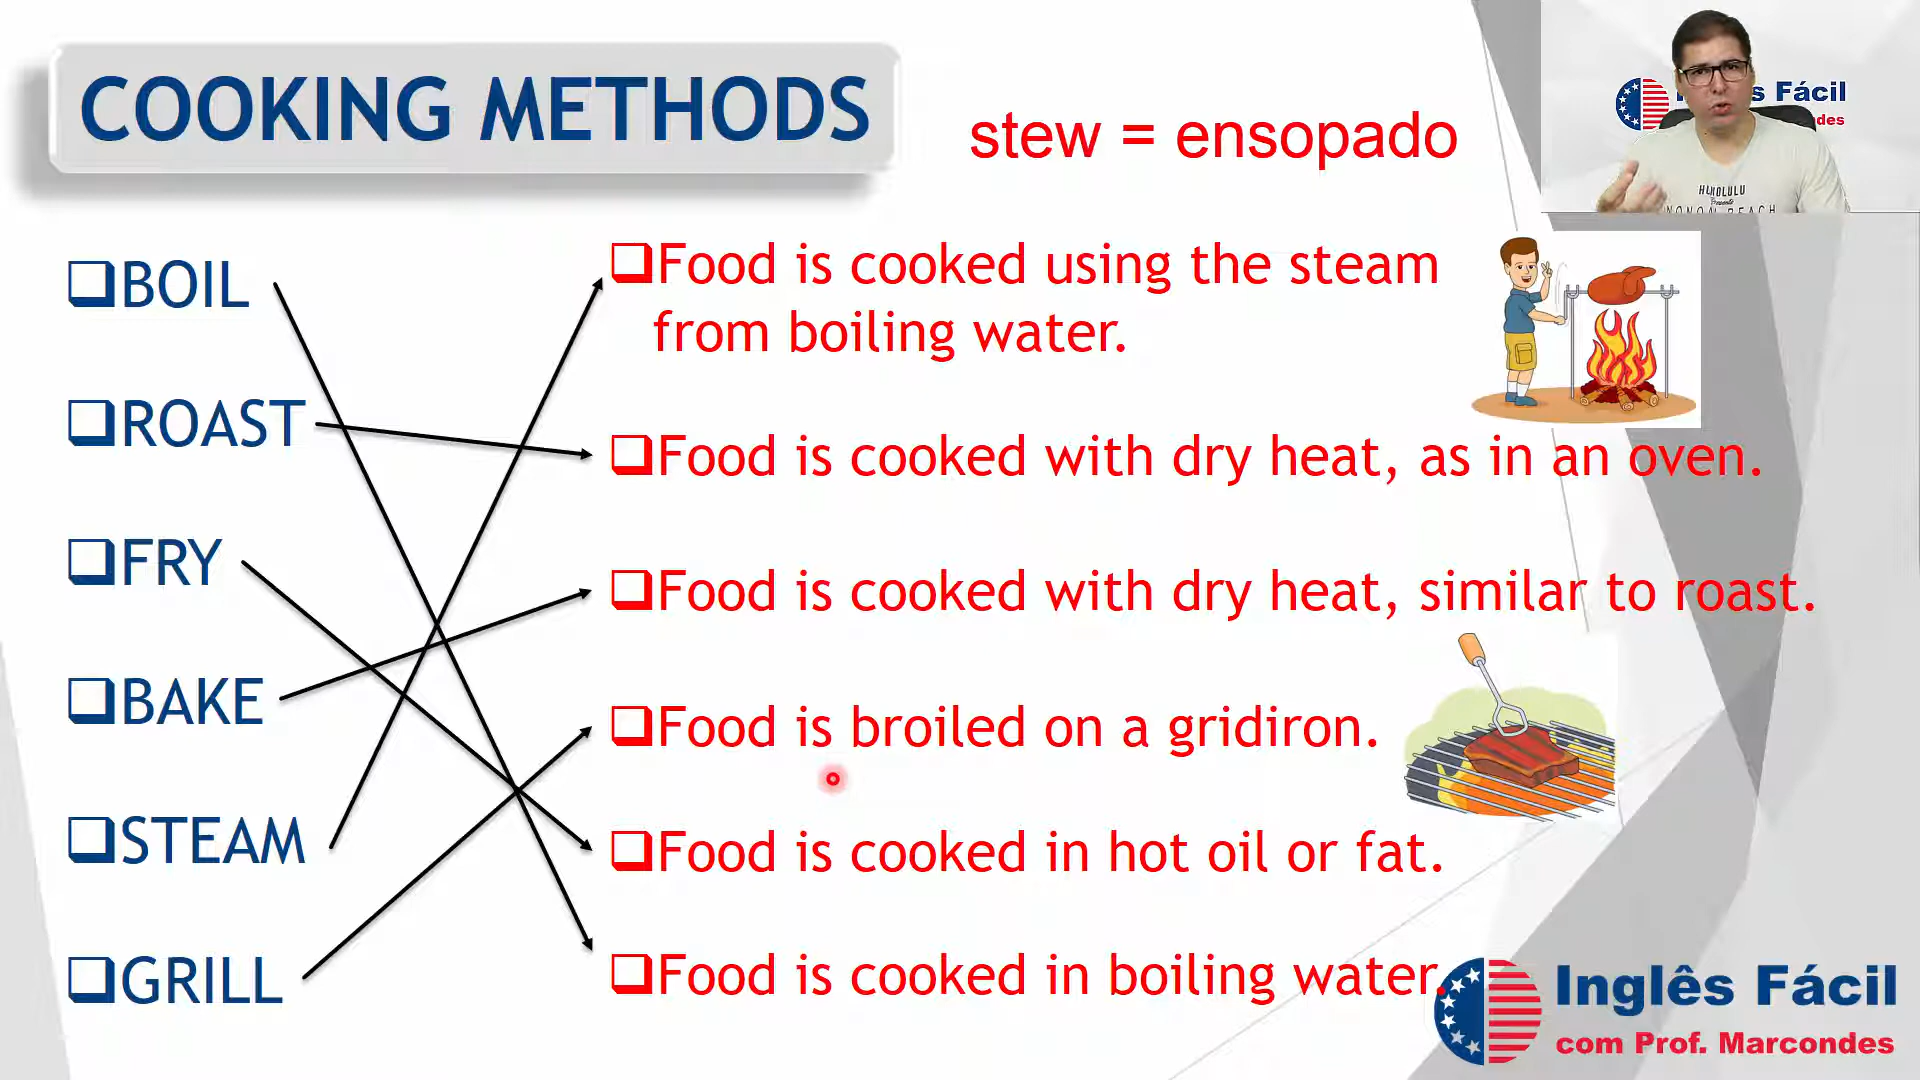 COOKING METHODS
stew = ensopado
s Fácil
des
HONOLULU
BEACH
BOIL
ROAST
FRY
BAKE
STEAM
GRILL
Food is cooked using the steam
from boiling water.
Food is cooked with dry heat, as in an oven.
Food is cooked with dry heat, similar to roast.
Food is broiled on a gridiron.
Food is cooked in hot oil or fat.
Food is cooked in boiling water.
Inglês Fácil
com Prof. Marcondes